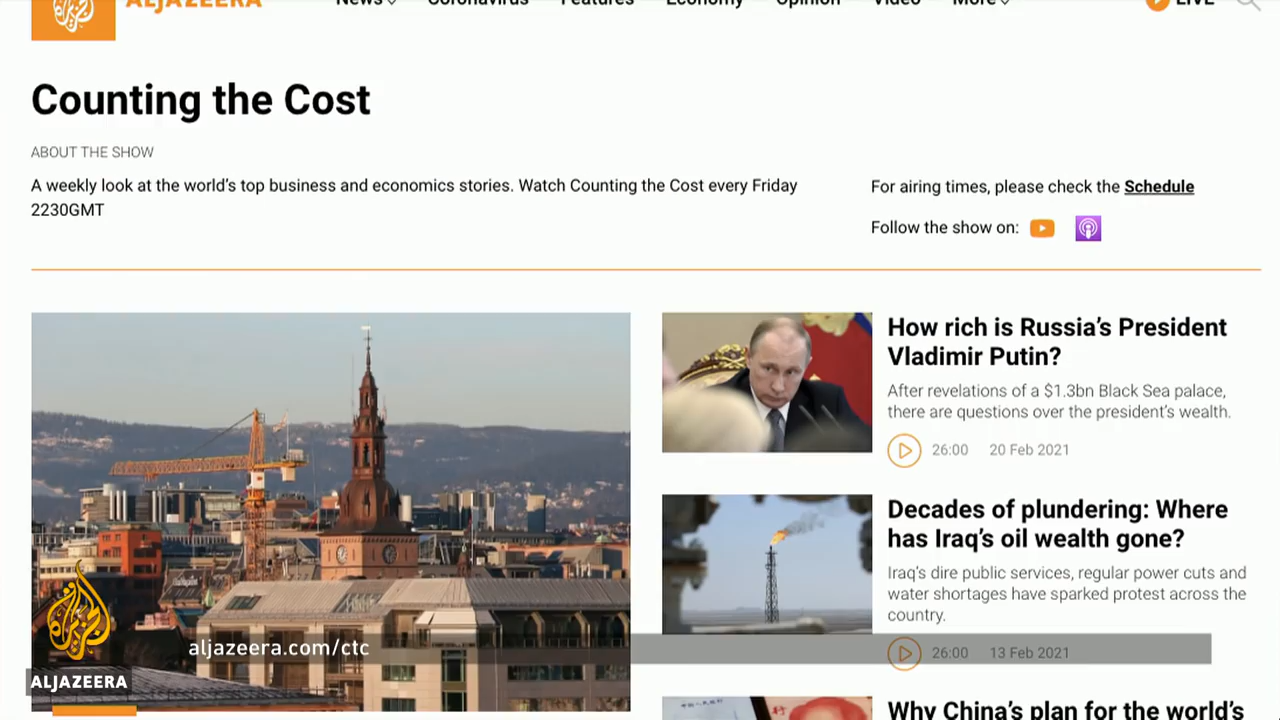 ALJAZEERA
News
Coronavirus
Features
Economy
Opinion
Video
More
LIVE
Counting the Cost
ABOUT THE SHOW
A weekly look at the world's top business and economics stories. Watch Counting the Cost every Friday
2230GMT
For airing times, please check the Schedule
Follow the show on:
How rich is Russia's President
Vladimir Putin?
After revelations of a $1.3bn Black Sea palace,
there are questions over the president's wealth.
26:00 20 Feb 2021
Decades of plundering: Where
has Iraq's oil wealth gone?
Iraq's dire public services, regular power cuts and
water shortages have sparked protest across the
country.
26:00 13 Feb 2021
Why China's plan for the world's
aljazeera.com/ctc
ALJAZEERA